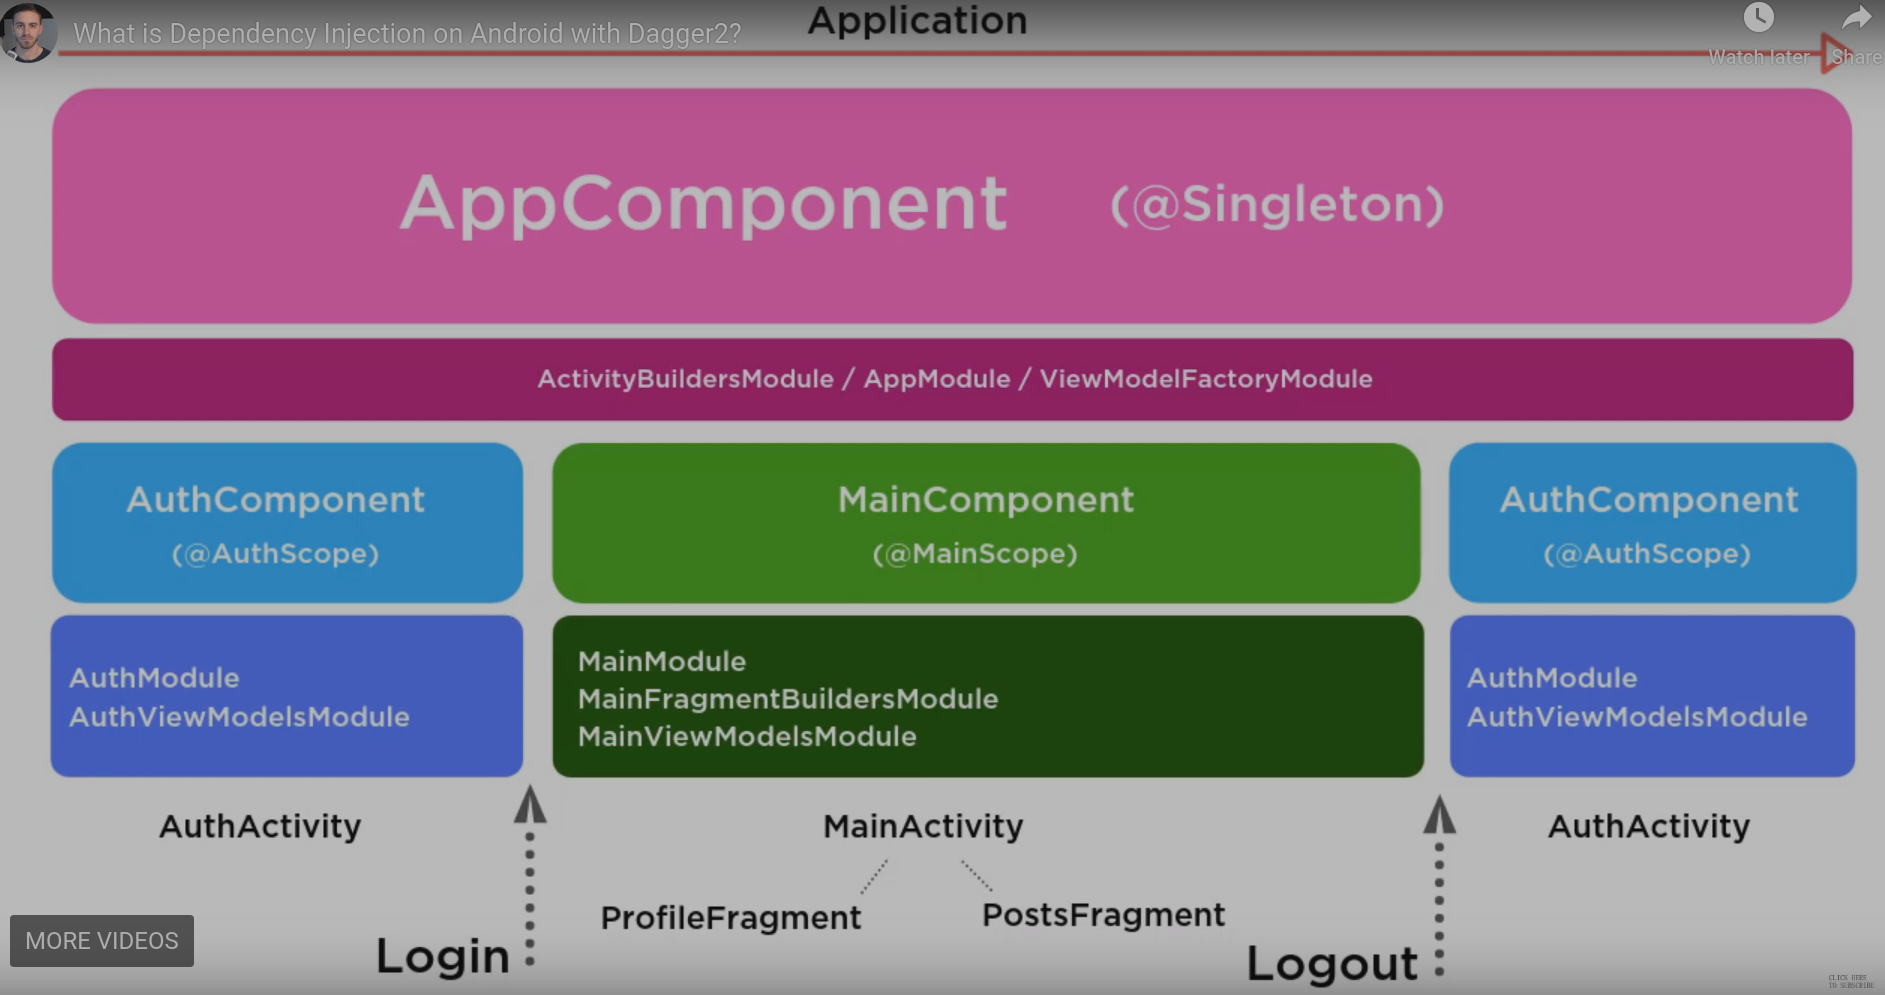 What is Dependency Injection on Android with Dagger2?
Application
Watch later
Share
AppComponent (@Singleton)
ActivityBuildersModule / AppModule / ViewModelFactoryModule
AuthComponent
(@AuthScope)
MainComponent
(@MainScope)
AuthComponent
(@AuthScope)
AuthModule
AuthViewModelsModule
MainModule
MainFragmentBuildersModule
MainViewModelsModule
AuthModule
AuthViewModelsModule
AuthActivity
MainActivity
AuthActivity
ProfileFragment
PostsFragment
MORE VIDEOS
Login
Logout
CLICK HERE
TO SUBSCRIBE